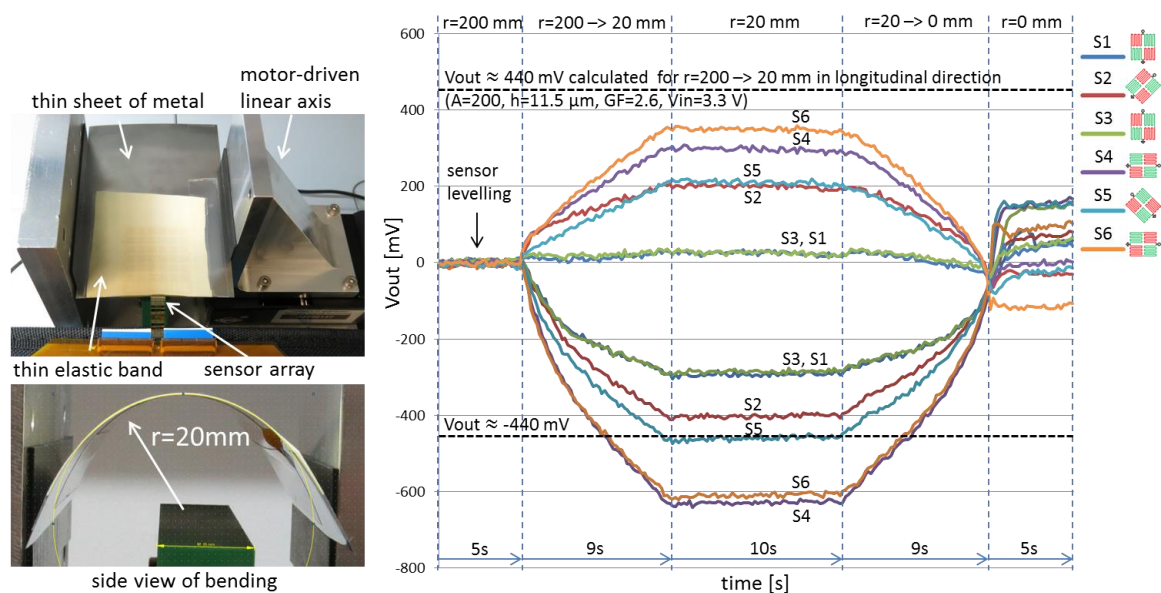 motor-driven
linear axis
thin sheet of metal
thin elastic band
sensor array
r=20mm
side view of bending
r=200 mm
r=200 –> 20 mm
r=20 mm
r=20 –> 0 mm
r=0 mm
600
400
200
0
-200
-400
-600
-800
Vout [mV]
Vout ≈ 440 mV calculated for r=200 –> 20 mm in longitudinal direction
(A=200, h=11.5 µm, GF=2.6, Vin=3.3 V)
sensor
levelling
S6
S4
S5
S2
S3, S1
S3, S1
S2
Vout ≈ -440 mV
S5
S6
S4
5s
9s
10s
9s
5s
time [s]
S1
S2
S3
S4
S5
S6